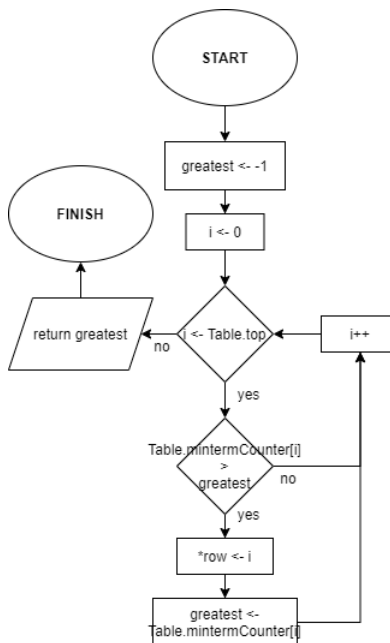 START
greatest <- -1
FINISH
i <- 0
return greatest
no
i <- Table.top
i++
yes
Table.mintermCounter[i]
>
greatest
no
yes
*row <- i
greatest <-
Table.mintermCounter[i]